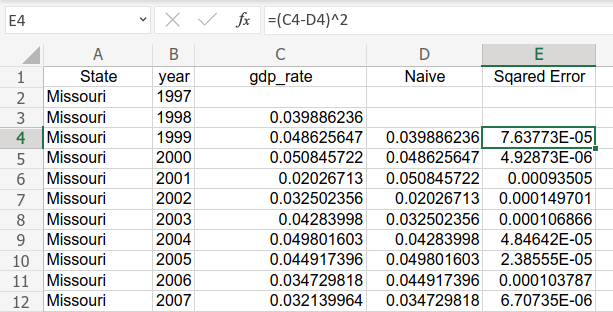 E4 fx =(C4-D4)^2
A B C D E
1 State year gdp_rate Naive Sqared Error
2 Missouri 1997
3 Missouri 1998 0.039886236
4 Missouri 1999 0.048625647 0.039886236 7.63773E-05
5 Missouri 2000 0.050845722 0.048625647 4.92873E-06
6 Missouri 2001 0.02026713 0.050845722 0.00093505
7 Missouri 2002 0.032502356 0.02026713 0.000149701
8 Missouri 2003 0.04283998 0.032502356 0.000106866
9 Missouri 2004 0.049801603 0.04283998 4.84642E-05
10 Missouri 2005 0.044917396 0.049801603 2.38555E-05
11 Missouri 2006 0.034729818 0.044917396 0.000103787
12 Missouri 2007 0.032139964 0.034729818 6.70735E-06